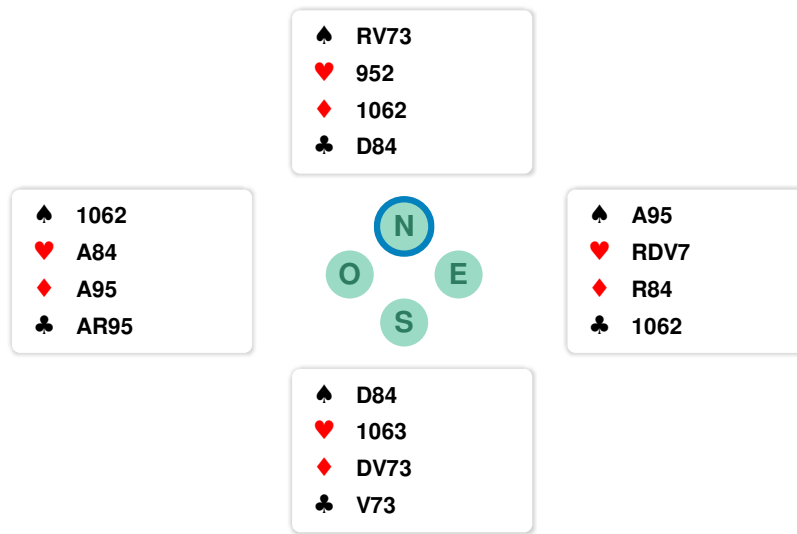 ♠ RV73
♥ 952
♦ 1062
♣ D84
♠ 1062
♥ A84
♦ A95
♣ AR95
N
O
E
S
♠ A95
♥ RDV7
♦ R84
♣ 1062
♠ D84
♥ 1063
♦ DV73
♣ V73